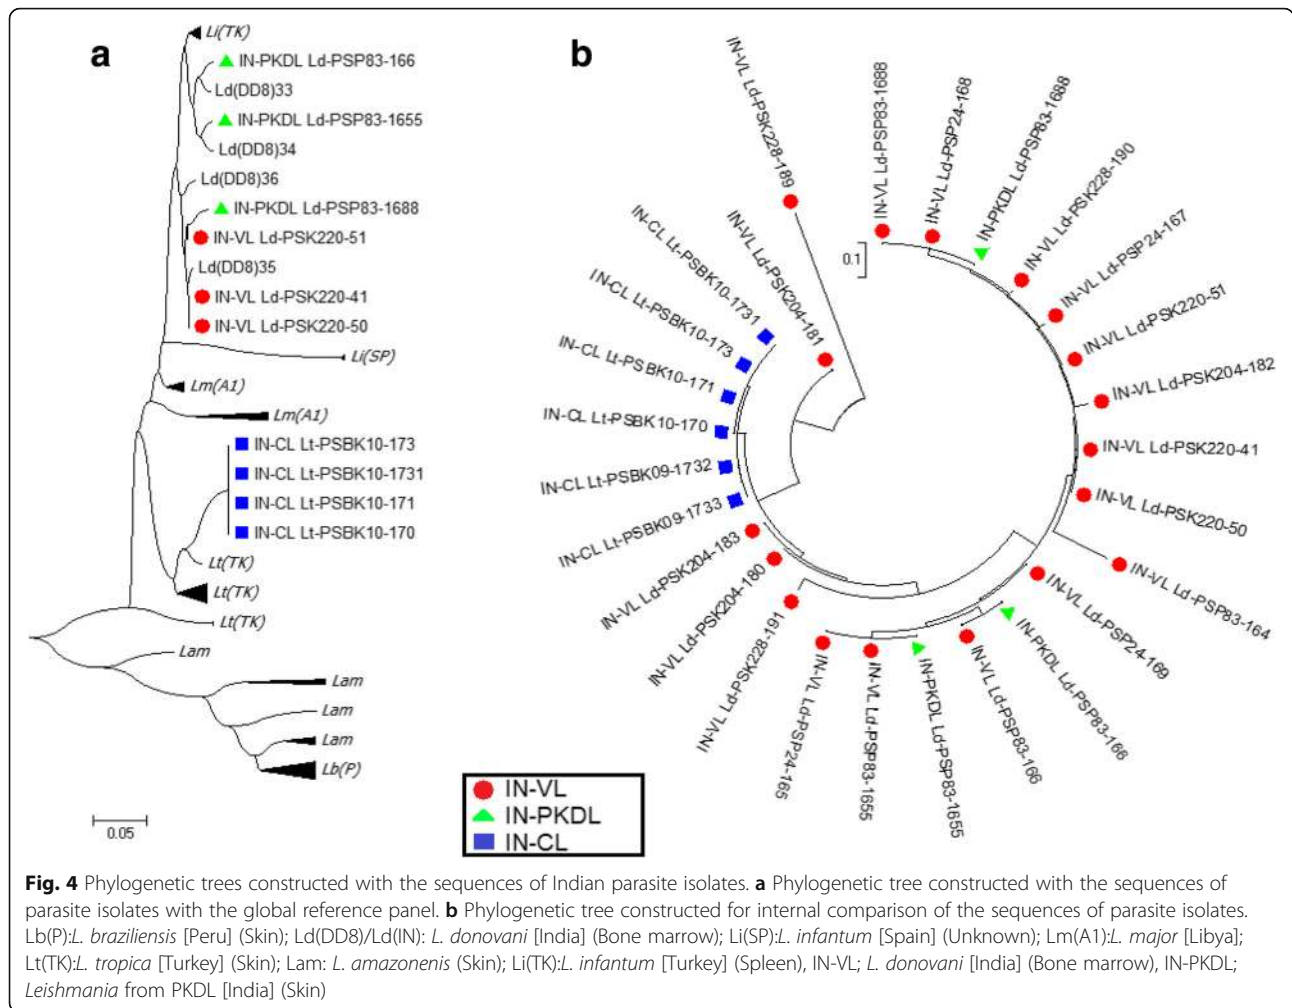 a
Li(TK)
IN-PKDL Ld-PSP83-166
Ld(DD8)33
IN-PKDL Ld-PSP83-1655
Ld(DD8)34
Ld(DD8)36
IN-PKDL Ld-PSP83-1688
IN-VL Ld-PSK220-51
Ld(DD8)35
IN-VL Ld-PSK220-41
IN-VL Ld-PSK220-50
Li(SP)
Lm(A1)
Lm(A1)
IN-CL Lt-PSBK10-173
IN-CL Lt-PSBK10-1731
IN-CL Lt-PSBK10-171
IN-CL Lt-PSBK10-170
Lt(TK)
Lt(TK)
Lt(TK)
Lam
Lam
Lam
Lam
Lb(P)
0.05
b
IN-VL Ld-PSK228-189
IN-VL Ld-PSP83-1688
IN-VL Ld-PSP24-168
IN-PKDL Ld-PSP83-1688
IN-VL Ld-PSK228-190
IN-VL Ld-PSP24-167
IN-VL Ld-PSK220-51
IN-VL Ld-PSK204-182
IN-VL Ld-PSK220-41
IN-VL Ld-PSK220-50
IN-VL Ld-PSP83-164
IN-VL Ld-PSP24-169
IN-PKDL Ld-PSP83-166
IN-VL Ld-PSP83-166
IN-PKDL Ld-PSP83-1655
IN-VL Ld-PSP83-1655
IN-VL Ld-PSP24-165
IN-VL Ld-PSK228-191
IN-VL Ld-PSK204-180
IN-VL Ld-PSK204-183
IN-CL Lt-PSBK09-1733
IN-CL Lt-PSBK09-1732
IN-CL Lt-PSBK10-170
IN-CL Lt-PSBK10-171
IN-CL Lt-PSBK10-173
IN-CL Lt-PSBK10-1731
IN-VL Ld-PSK204-181
0.1
IN-VL
IN-PKDL
IN-CL
Fig. 4 Phylogenetic trees constructed with the sequences of Indian parasite isolates. a Phylogenetic tree constructed with the sequences of
parasite isolates with the global reference panel. b Phylogenetic tree constructed for internal comparison of the sequences of parasite isolates.
Lb(P):L. braziliensis [Peru] (Skin); Ld(DD8)/Ld(IN): L. donovani [India] (Bone marrow); Li(SP):L. infantum [Spain] (Unknown); Lm(A1):L. major [Libya];
Lt(TK):L. tropica [Turkey] (Skin); Lam: L. amazonenis (Skin); Li(TK):L. infantum [Turkey] (Spleen), IN-VL; L. donovani [India] (Bone marrow), IN-PKDL;
Leishmania from PKDL [India] (Skin)